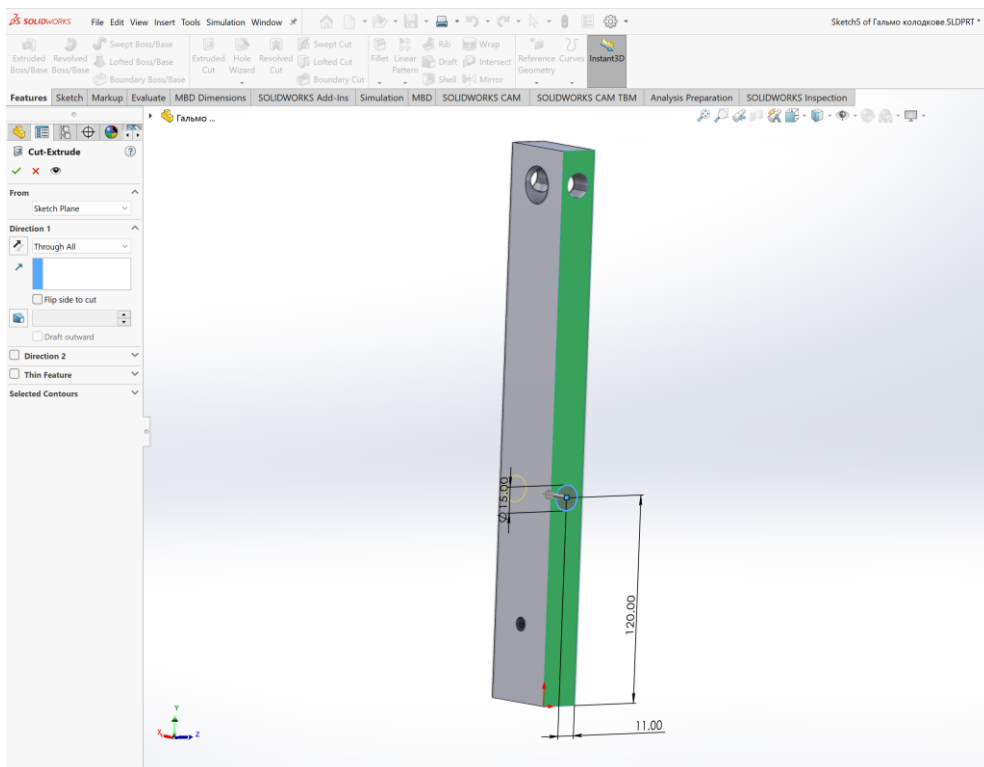 SOLIDWORKS File Edit View Insert Tools Simulation Window Sketch5 of Гальмо колодкове.SLDPRT *
Extruded Boss/Base
Revolved Boss/Base
Swept Boss/Base
Lofted Boss/Base
Boundary Boss/Base
Extruded Cut
Hole Wizard
Revolved Cut
Swept Cut
Lofted Cut
Boundary Cut
Fillet
Linear Pattern
Rib
Draft
Shell
Wrap
Intersect
Mirror
Reference Geometry
Curves
Instant3D
Features Sketch Markup Evaluate MBD Dimensions SOLIDWORKS Add-Ins Simulation MBD SOLIDWORKS CAM SOLIDWORKS CAM TBM Analysis Preparation SOLIDWORKS Inspection
Гальмо ...
Cut-Extrude
From
Sketch Plane
Direction 1
Through All
Flip side to cut
Draft outward
Direction 2
Thin Feature
Selected Contours
Ø15.00
120.00
11.00
Y
X
Z